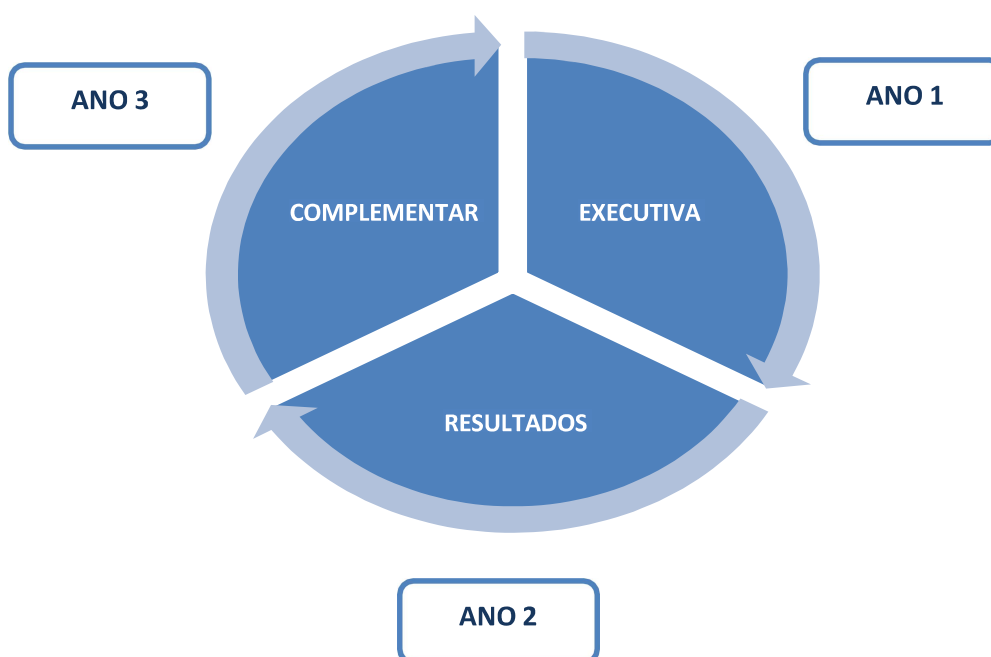 ANO 3
ANO 1
COMPLEMENTAR
EXECUTIVA
RESULTADOS
ANO 2